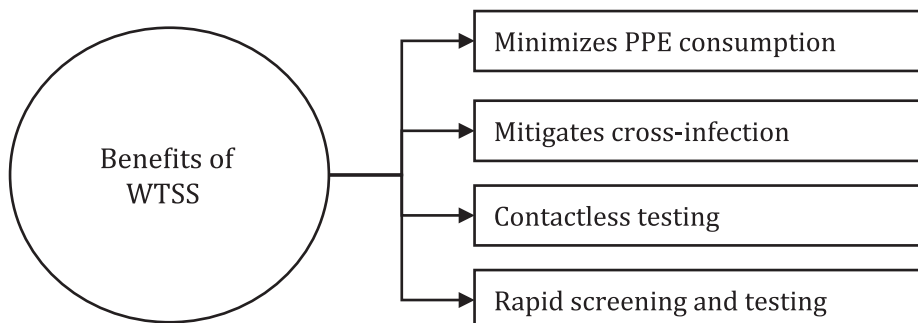 Benefits of
WTSS
Minimizes PPE consumption
Mitigates cross-infection
Contactless testing
Rapid screening and testing